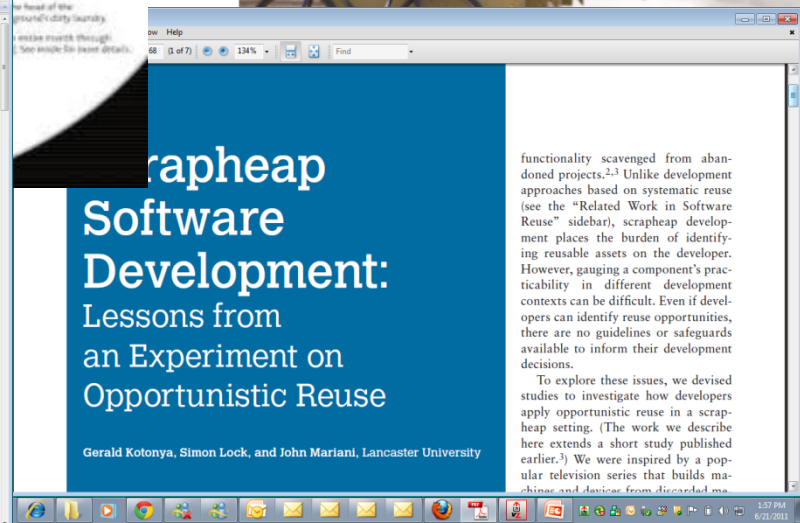 the head of the
ground's dirty laundry.
entire month through
See inside for more details.
ow Help
68 (1 of 7) 134% Find
rapheap
Software
Development:
Lessons from
an Experiment on
Opportunistic Reuse
Gerald Kotonya, Simon Lock, and John Mariani, Lancaster University
functionality scavenged from aban-
doned projects.2,3 Unlike development
approaches based on systematic reuse
(see the “Related Work in Software
Reuse” sidebar), scrapheap develop-
ment places the burden of identify-
ing reusable assets on the developer.
However, gauging a component's prac-
ticability in different development
contexts can be difficult. Even if devel-
opers can identify reuse opportunities,
there are no guidelines or safeguards
available to inform their development
decisions.
To explore these issues, we devised
studies to investigate how developers
apply opportunistic reuse in a scrap-
heap setting. (The work we describe
here extends a short study published
earlier.3) We were inspired by a pop-
ular television series that builds ma-
chines and devices from discarded me-
1:57 PM
6/21/2011